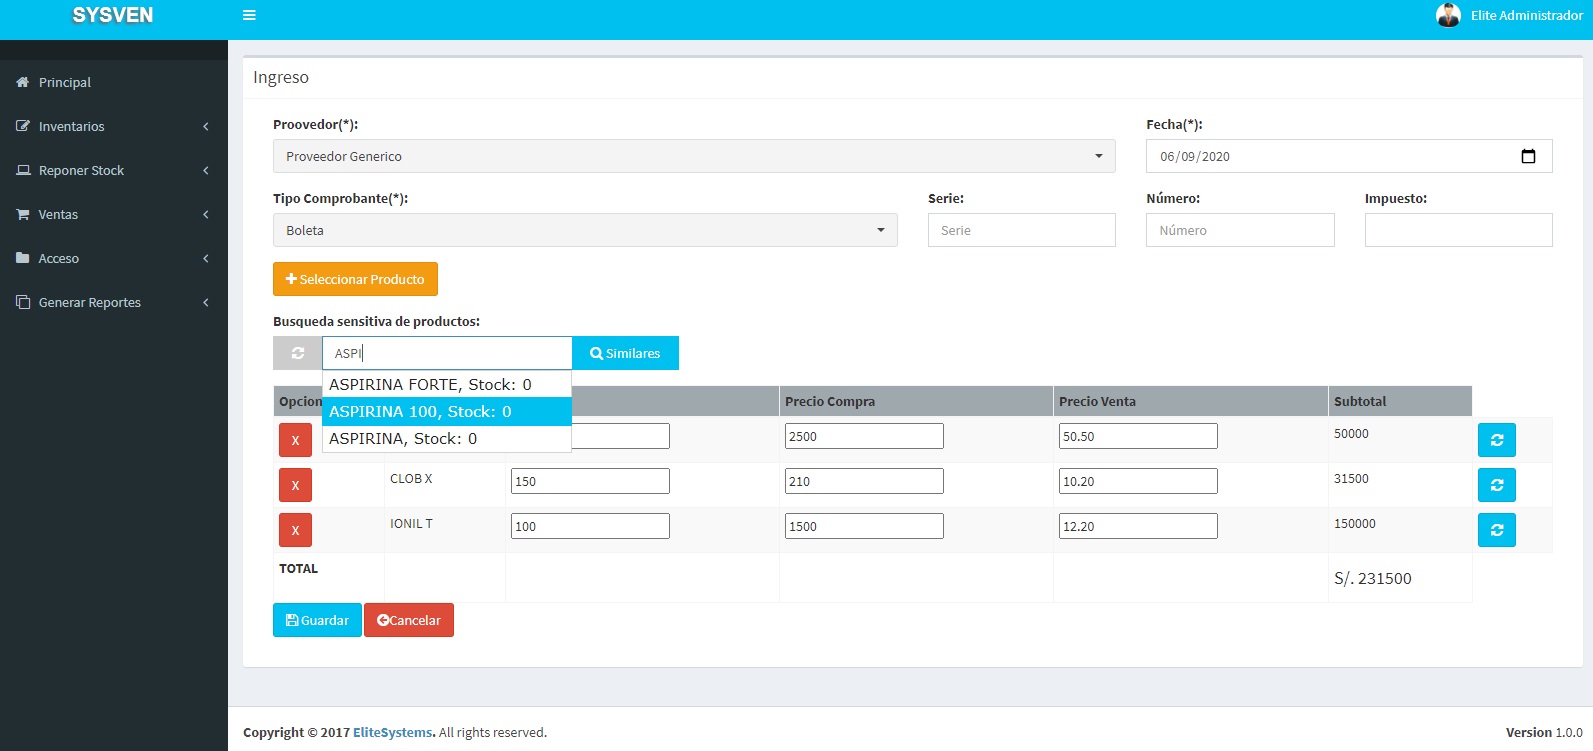 SYSVEN
Elite Administrador
Principal
Inventarios
Reponer Stock
Ventas
Acceso
Generar Reportes
Ingreso
Proovedor(*):
Fecha(*):
Proveedor Generico
06/09/2020
Tipo Comprobante(*):
Serie:
Número:
Impuesto:
Boleta
Serie
Número
Seleccionar Producto
Busqueda sensitiva de productos:
ASPI
Similares
ASPIRINA FORTE, Stock: 0
ASPIRINA 100, Stock: 0
ASPIRINA, Stock: 0
Opcion Precio Compra Precio Venta Subtotal
X 2500 50.50 50000
X CLOB X 150 210 10.20 31500
X IONIL T 100 1500 12.20 150000
TOTAL S/. 231500
Guardar
Cancelar
Copyright © 2017 EliteSystems. All rights reserved.
Version 1.0.0